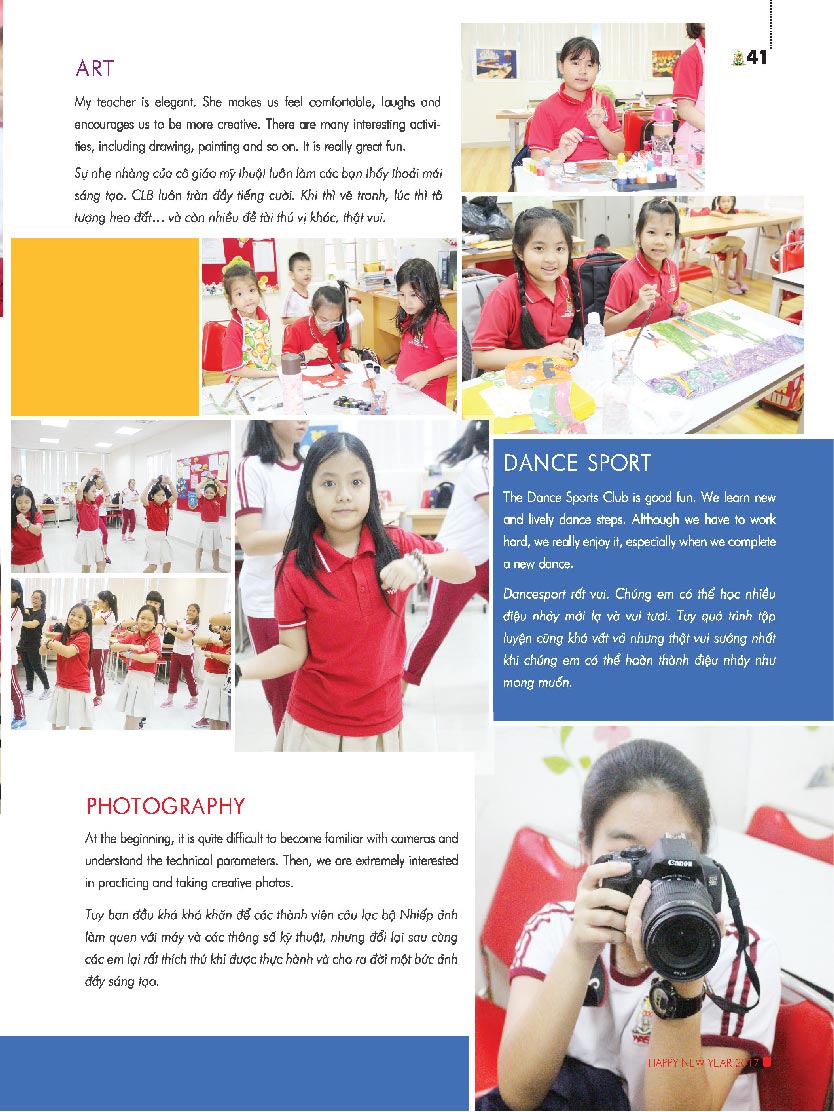 41
ART
My teacher is elegant. She makes us feel comfortable, laughs and
encourages us to be more creative. There are many interesting activi-
ties, including drawing, painting and so on. It is really great fun.
Sự nhẹ nhàng của cô giáo mỹ thuật luôn làm các bạn thấy thoải mái
sáng tạo. CLB luôn tràn đầy tiếng cười. Khi thì vẽ tranh, lúc thì tô
tượng heo đất... và còn nhiều đề tài thú vị khác, thật vui.
DANCE SPORT
The Dance Sports Club is good fun. We learn new
and lively dance steps. Although we have to work
hard, we really enjoy it, especially when we complete
a new dance.
Dancesport rất vui. Chúng em có thể học nhiều
điệu nhảy mới lạ và vui tươi. Tuy quá trình tập
luyện cũng khá vất vả nhưng thật vui sướng nhất
khi chúng em có thể hoàn thành điệu nhảy như
mong muốn.
PHOTOGRAPHY
At the beginning, it is quite difficult to become familiar with cameras and
understand the technical parameters. Then, we are extremely interested
in practicing and taking creative photos.
Tuy ban đầu khá khó khăn để các thành viên câu lạc bộ Nhiếp ảnh
làm quen với máy và các thông số kỹ thuật, nhưng đổi lại sau cùng
các em lại rất thích thú khi được thực hành và cho ra đời một bức ảnh
đầy sáng tạo.
Canon
HAPPY NEW YEAR 2017